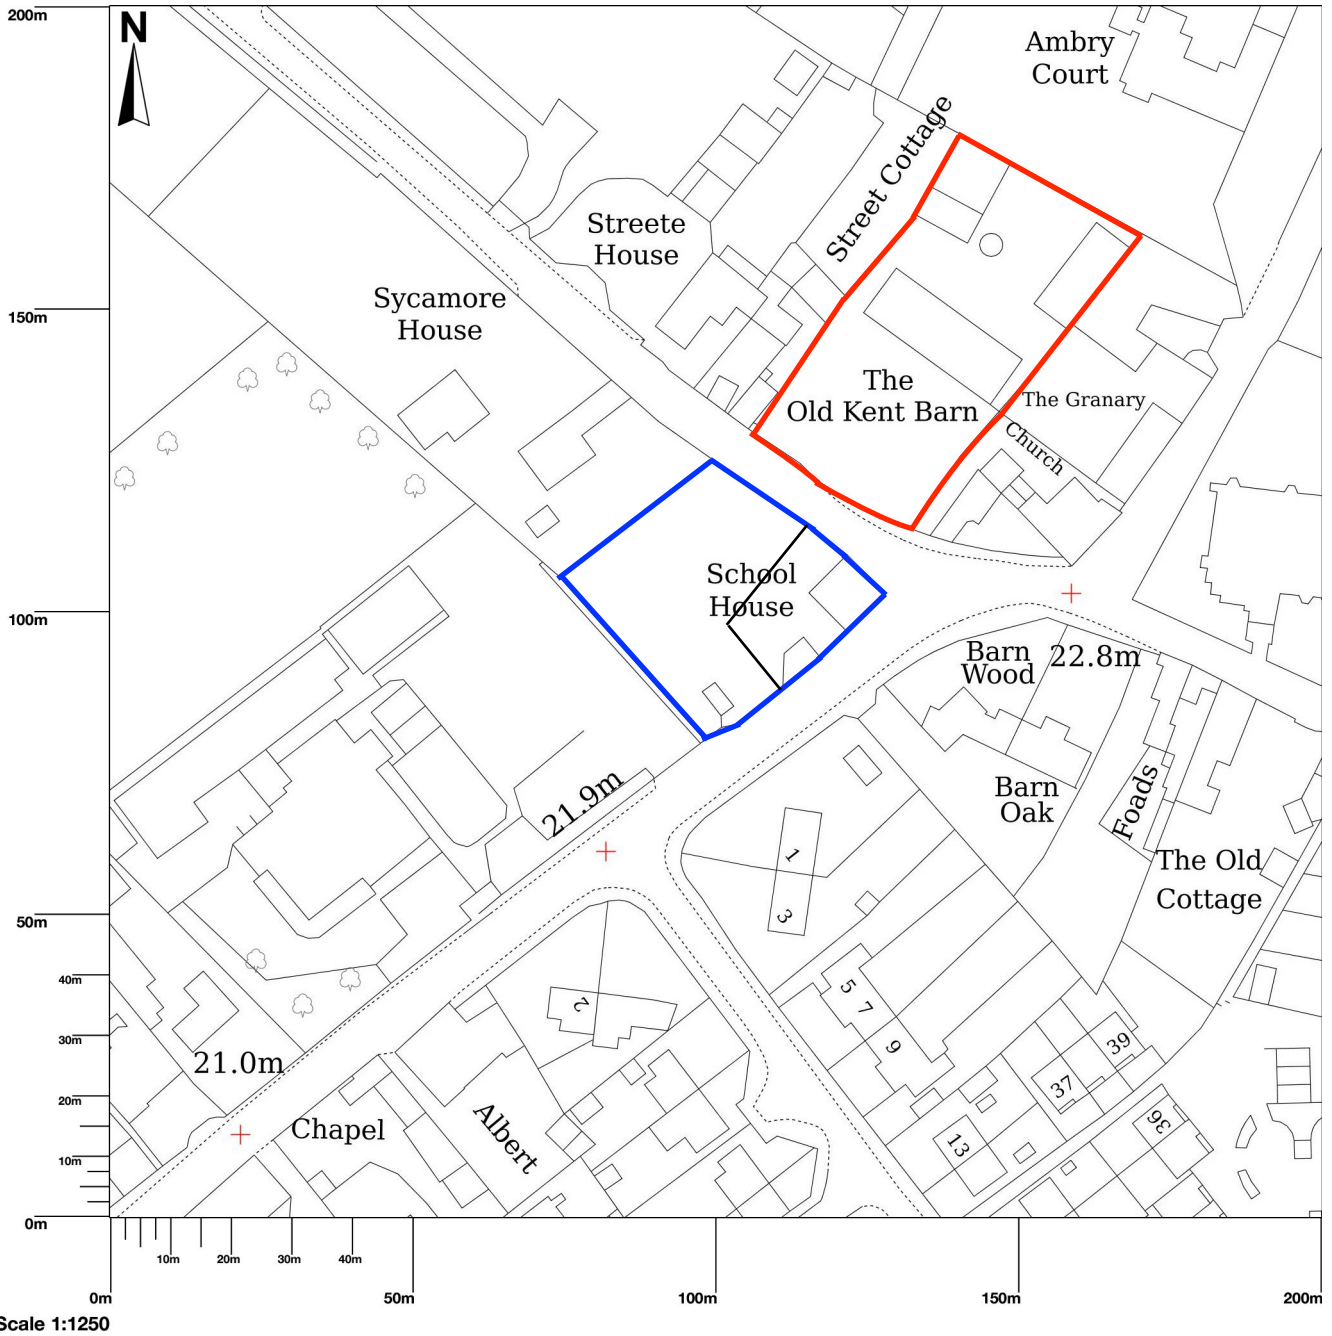 200m
N
Ambry
Court
Street Cottage
Streete
House
Sycamore
House
150m
The
Old Kent Barn
The Granary
Church
School
House
100m
Barn
Wood
22.8m
21.9m
Barn
Oak
Foads
1
3
The Old
Cottage
50m
40m
5
7
9
2
30m
39
37
36
21.0m
20m
Chapel
Albert
13
10m
0m
10m
20m
30m
40m
0m
50m
100m
150m
200m
Scale 1:1250